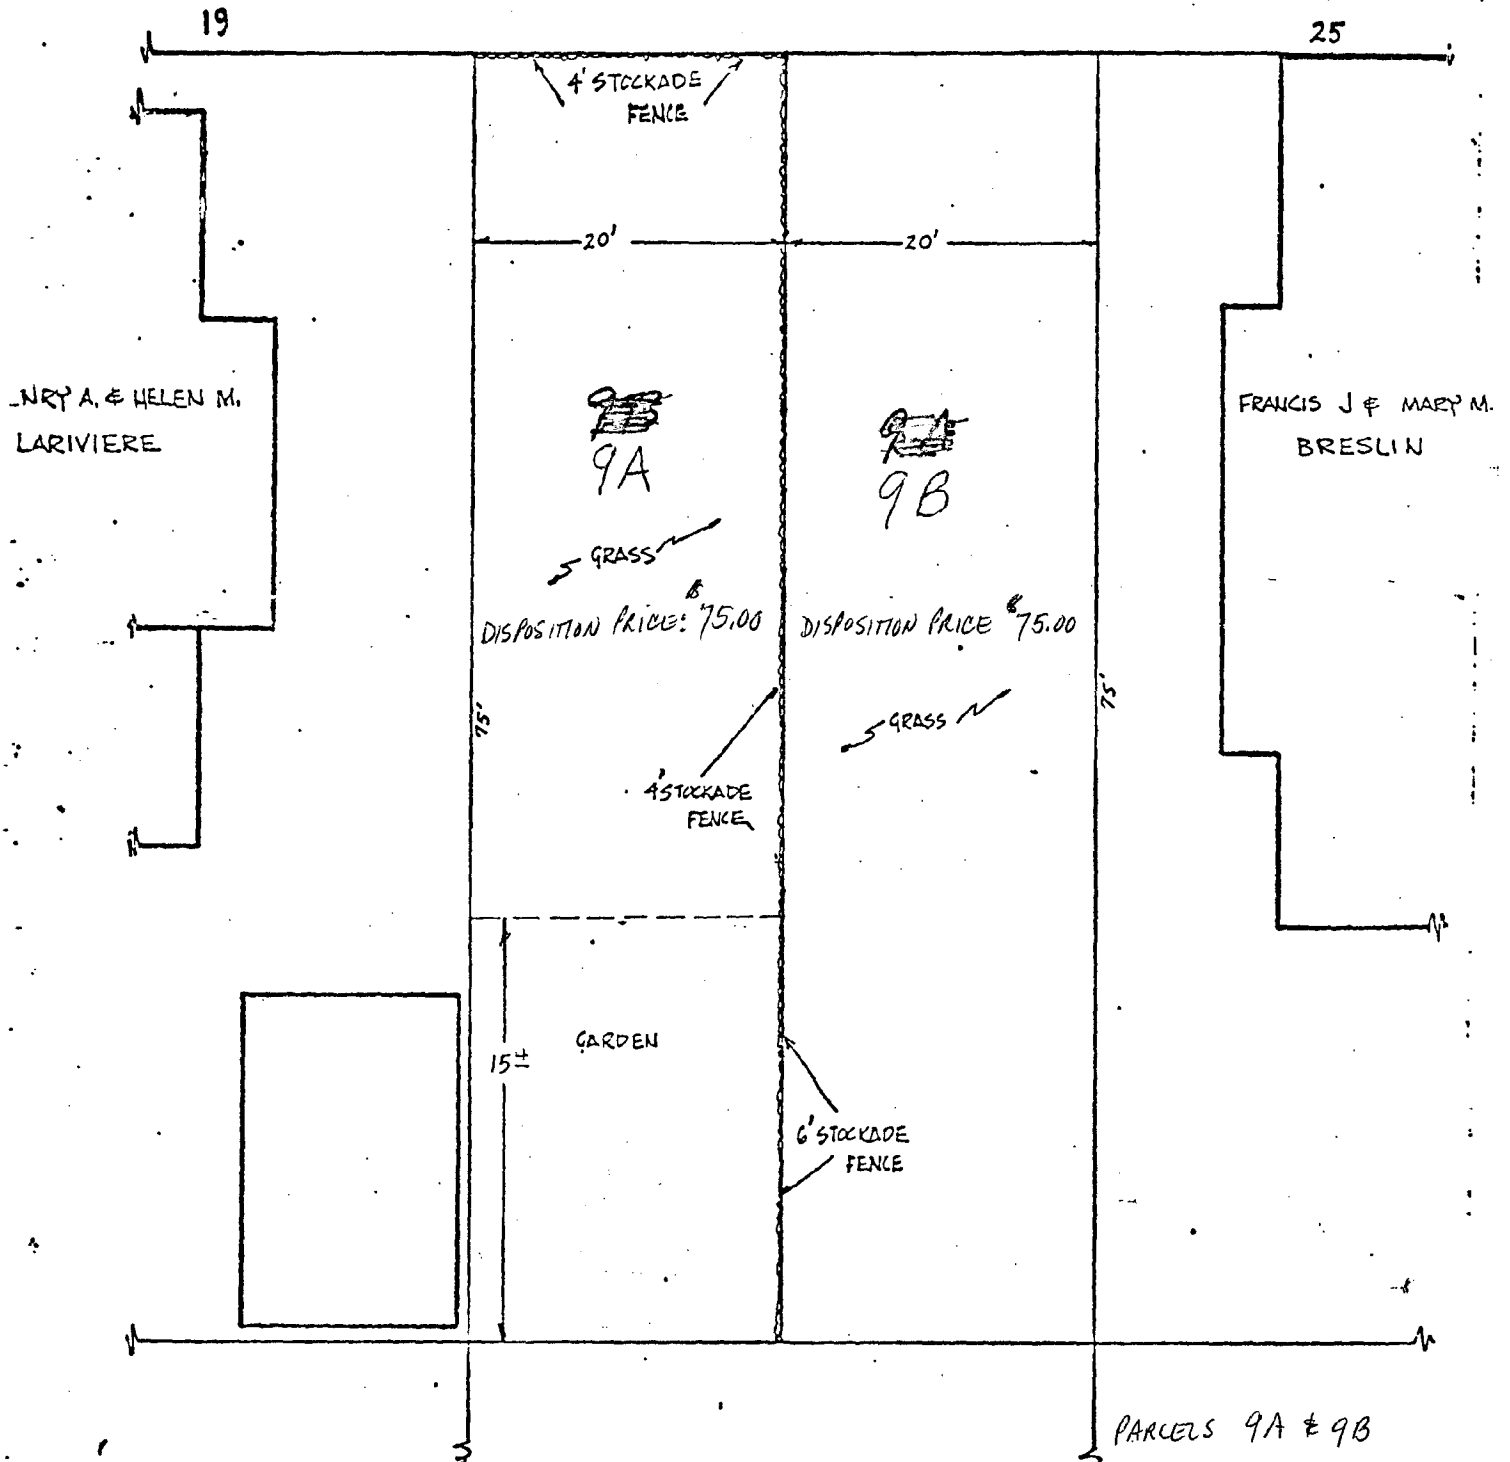 19
25
4' STOCKADE
FENCE
20'
20'
NRY A. & HELEN M.
LARIVIERE
FRANCIS J & MARY M.
BRESLIN
9A
9B
GRASS
DISPOSITION PRICE: $75.00
DISPOSITION PRICE $75.00
75'
75'
GRASS
4' STOCKADE
FENCE
GARDEN
15±
6' STOCKADE
FENCE
PARCELS 9A & 9B